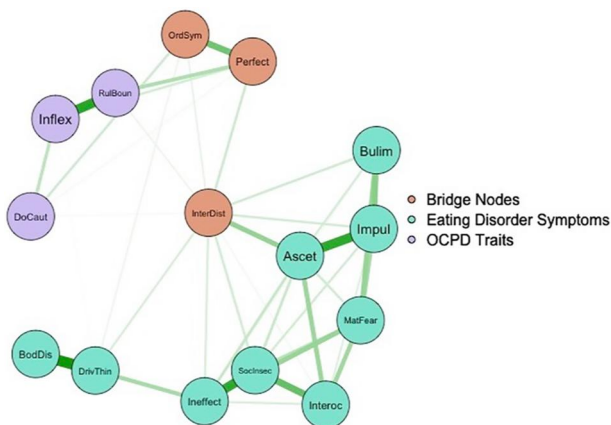 OrdSym
Perfect
RulBoun
Inflex
Bulim
DoCaut
InterDist
Impul
Ascet
Bridge Nodes
Eating Disorder Symptoms
OCPD Traits
MatFear
BodDis
DrivThin
SocInsec
Ineffect
Interoc